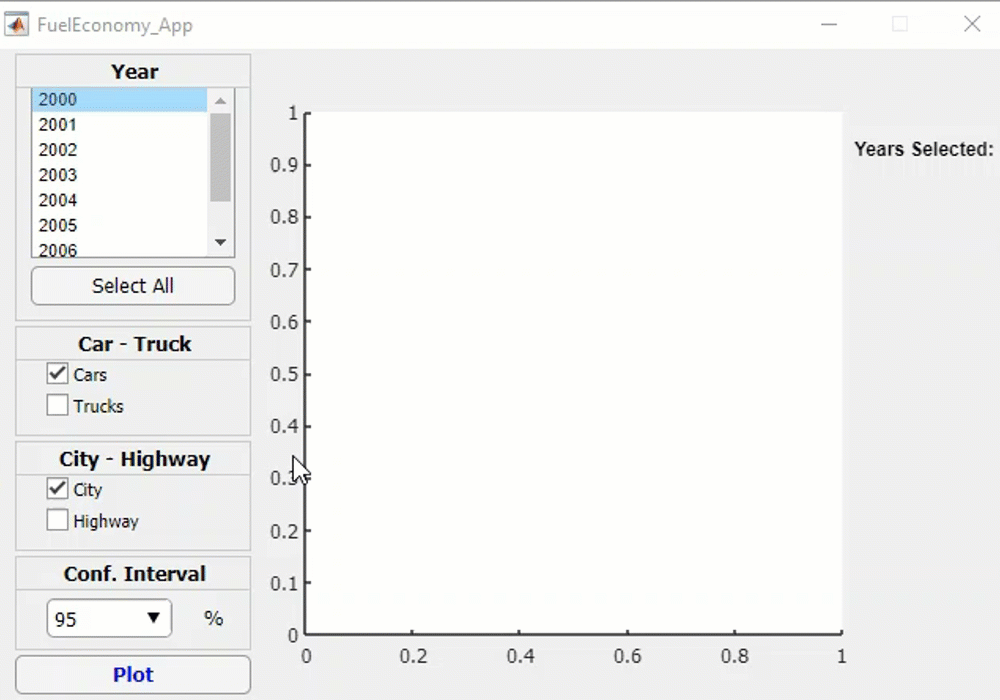 FuelEconomy_App
Year
2000
2001
2002
2003
2004
2005
2006
Select All
Car - Truck
Cars
Trucks
City - Highway
City
Highway
Conf. Interval
95 %
Plot
1
0.9
0.8
0.7
0.6
0.5
0.4
0.3
0.2
0.1
0
0 0.2 0.4 0.6 0.8 1
Years Selected: